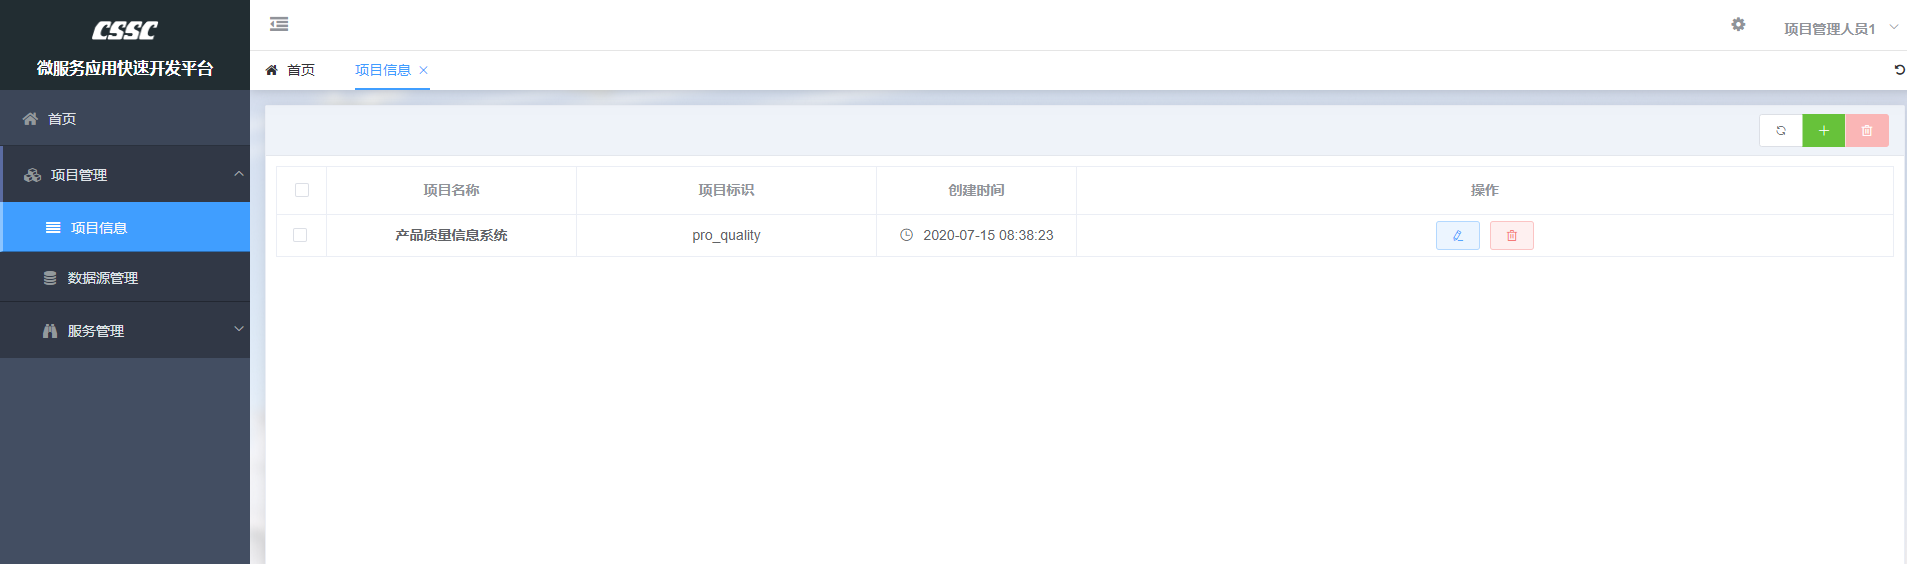 CSSC
微服务应用快速开发平台
首页
项目管理
项目信息
数据源管理
服务管理
项目管理人员1
首页
项目信息
项目名称 项目标识 创建时间 操作
产品质量信息系统 pro_quality 2020-07-15 08:38:23